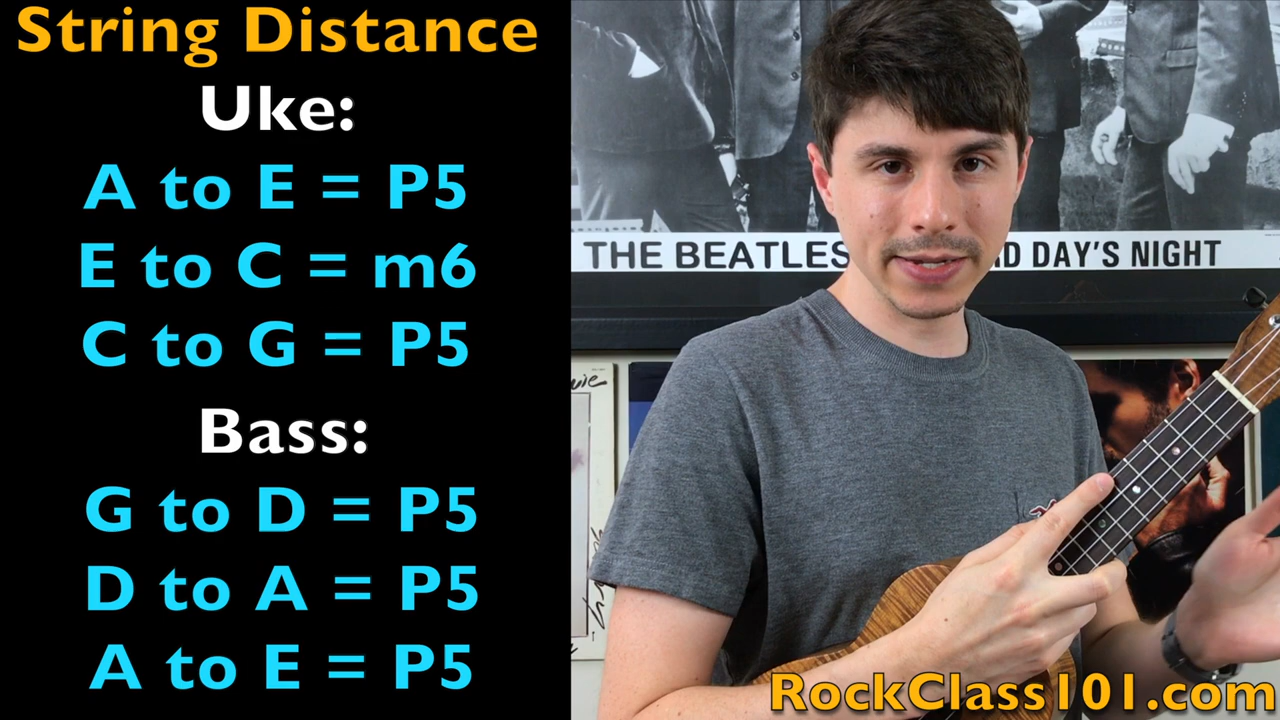 String Distance
Uke:
A to E = P5
E to C = m6
C to G = P5
Bass:
G to D = P5
D to A = P5
A to E = P5
THE BEATLES
D DAY'S NIGHT
RockClass101.com